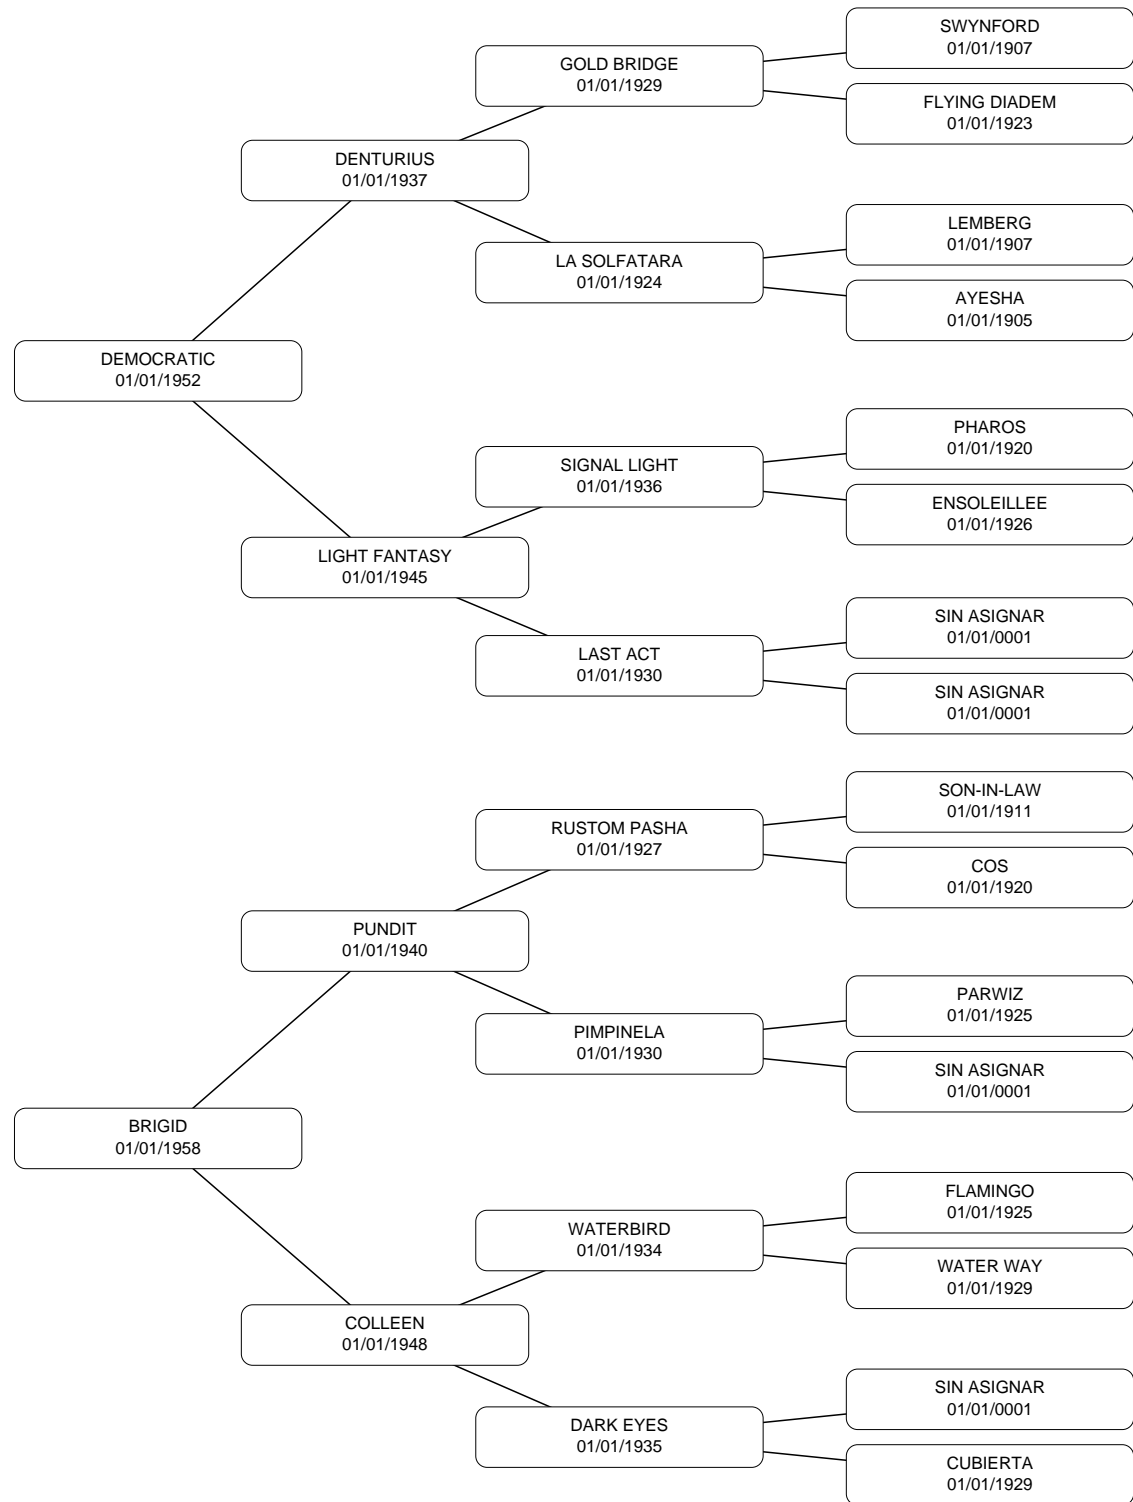 SWYNFORD
01/01/1907
GOLD BRIDGE
01/01/1929
FLYING DIADEM
01/01/1923
DENTURIUS
01/01/1937
LEMBERG
01/01/1907
LA SOLFATARA
01/01/1924
AYESHA
01/01/1905
DEMOCRATIC
01/01/1952
PHAROS
01/01/1920
SIGNAL LIGHT
01/01/1936
ENSOLEILLEE
01/01/1926
LIGHT FANTASY
01/01/1945
SIN ASIGNAR
01/01/0001
LAST ACT
01/01/1930
SIN ASIGNAR
01/01/0001
SON-IN-LAW
01/01/1911
RUSTOM PASHA
01/01/1927
COS
01/01/1920
PUNDIT
01/01/1940
PARWIZ
01/01/1925
PIMPINELA
01/01/1930
SIN ASIGNAR
01/01/0001
BRIGID
01/01/1958
FLAMINGO
01/01/1925
WATERBIRD
01/01/1934
WATER WAY
01/01/1929
COLLEEN
01/01/1948
SIN ASIGNAR
01/01/0001
DARK EYES
01/01/1935
CUBIERTA
01/01/1929